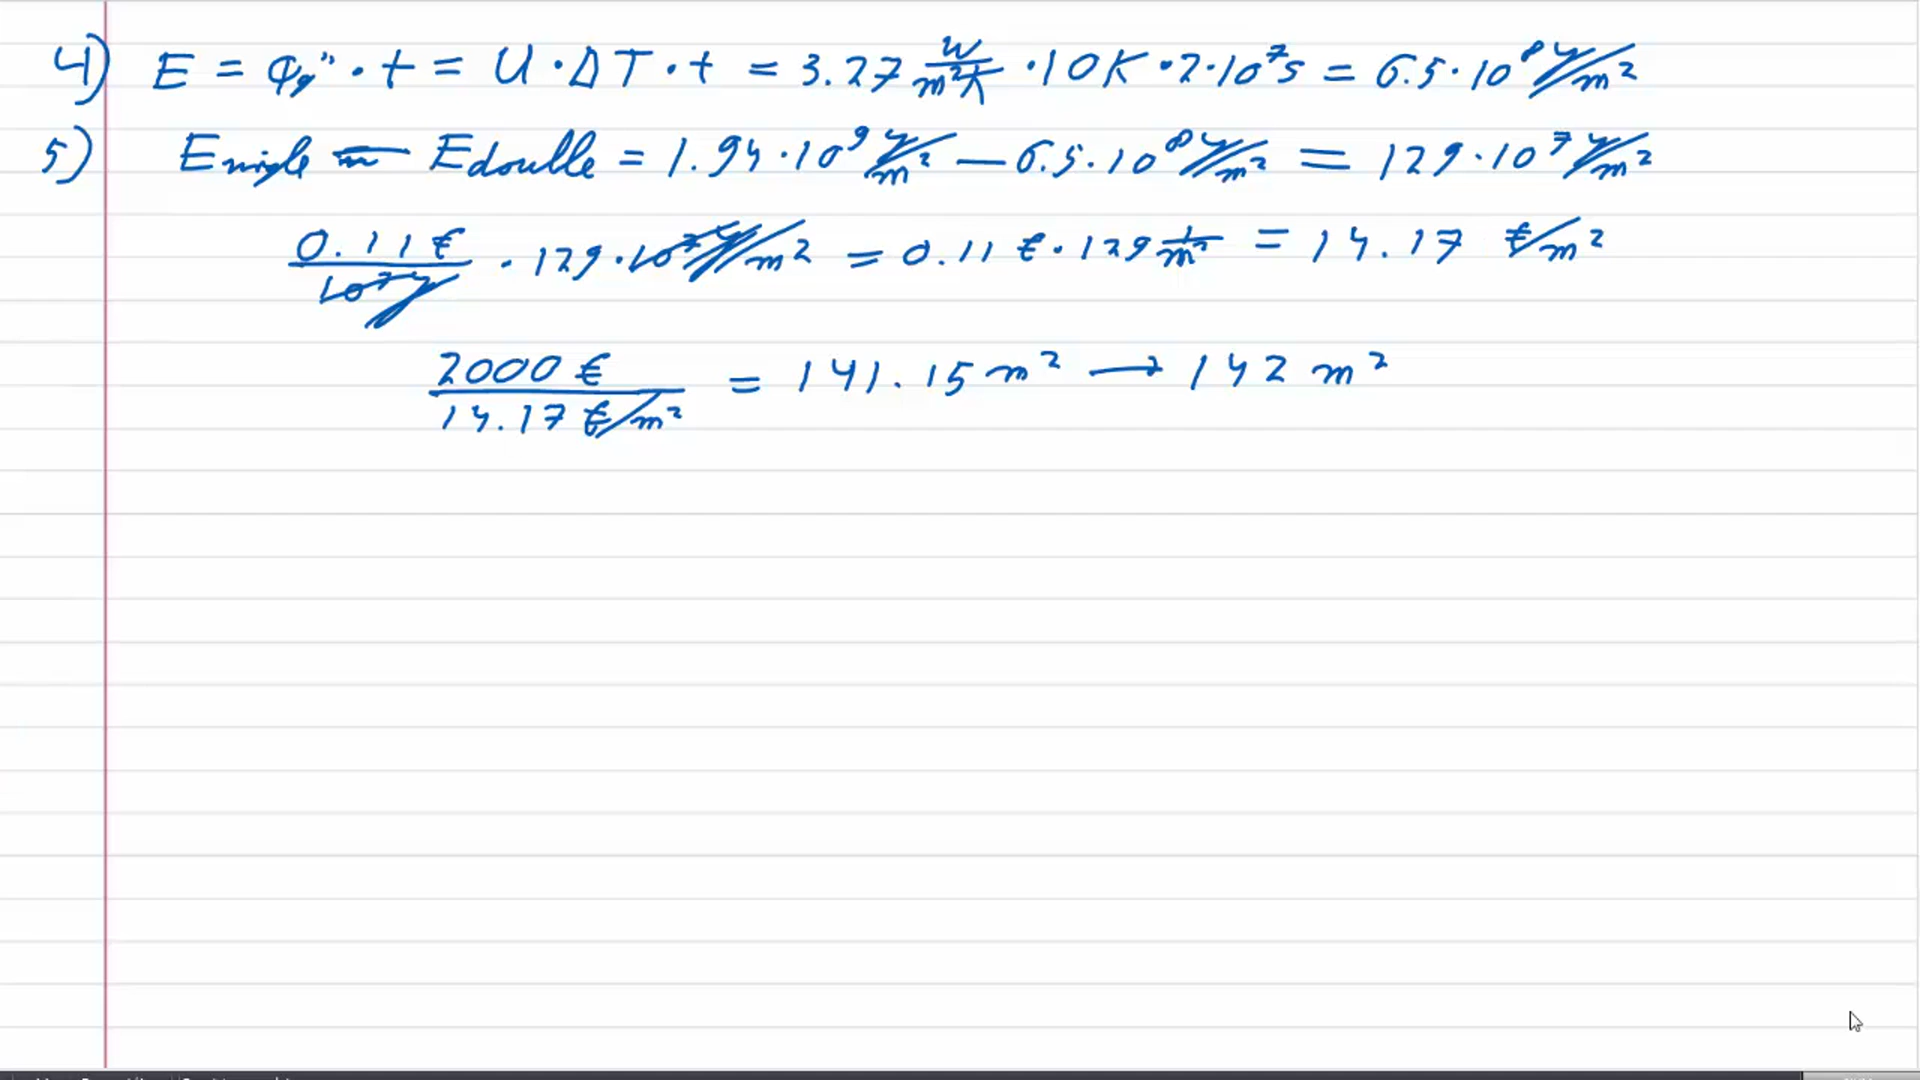 4) E = φq'' · t = U · ΔT · t = 3.27 W/m²K · 10K · 2·10⁷s = 6.5·10⁸ J/m²
5) Esingle − Edouble = 1.94·10⁹ J/m² − 6.5·10⁸ J/m² = 129·10⁷ J/m²
0.11€/10⁷J · 129·10⁷ J/m² = 0.11€ · 129 1/m² = 14.17 €/m²
2000€/14.17€/m² = 141.15 m² → 142 m²